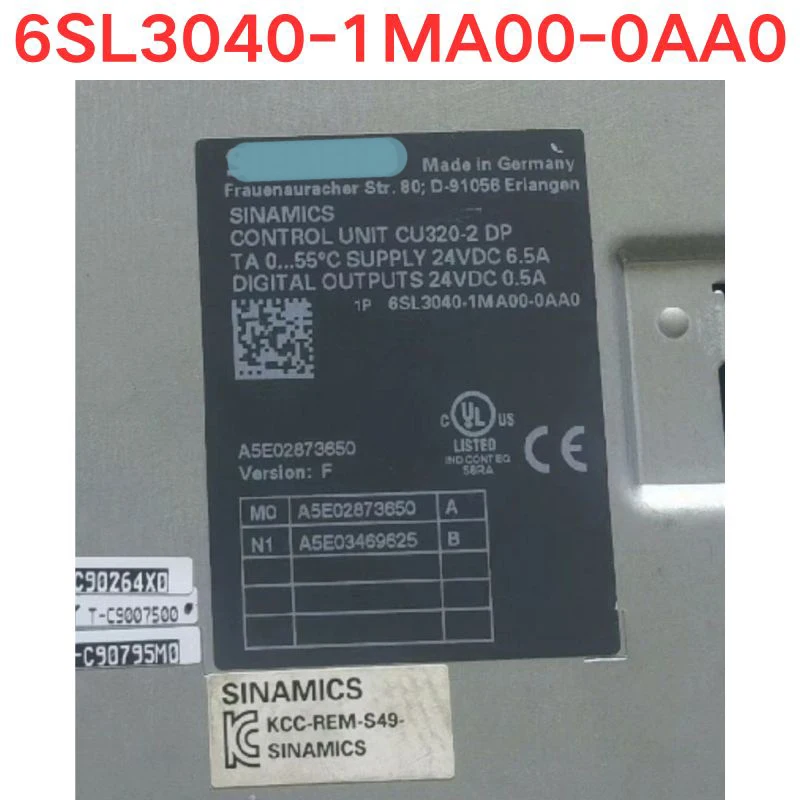 6SL3040-1MA00-0AA0
Made in Germany
Frauenauracher Str. 80; D-91056 Erlangen
SINAMICS
CONTROL UNIT CU320-2 DP
TA 0...55°C SUPPLY 24VDC 6.5A
DIGITAL OUTPUTS 24VDC 0.5A
1P 6SL3040-1MA00-0AA0
C UL US
LISTED
IND CONT EQ
58RA
CE
A5E02873650
Version: F
M0 A5E02873650 A
N1 A5E03469625 B
C90264X0
T-C9007500
-C90795M0
SINAMICS
KCC-REM-S49-
SINAMICS